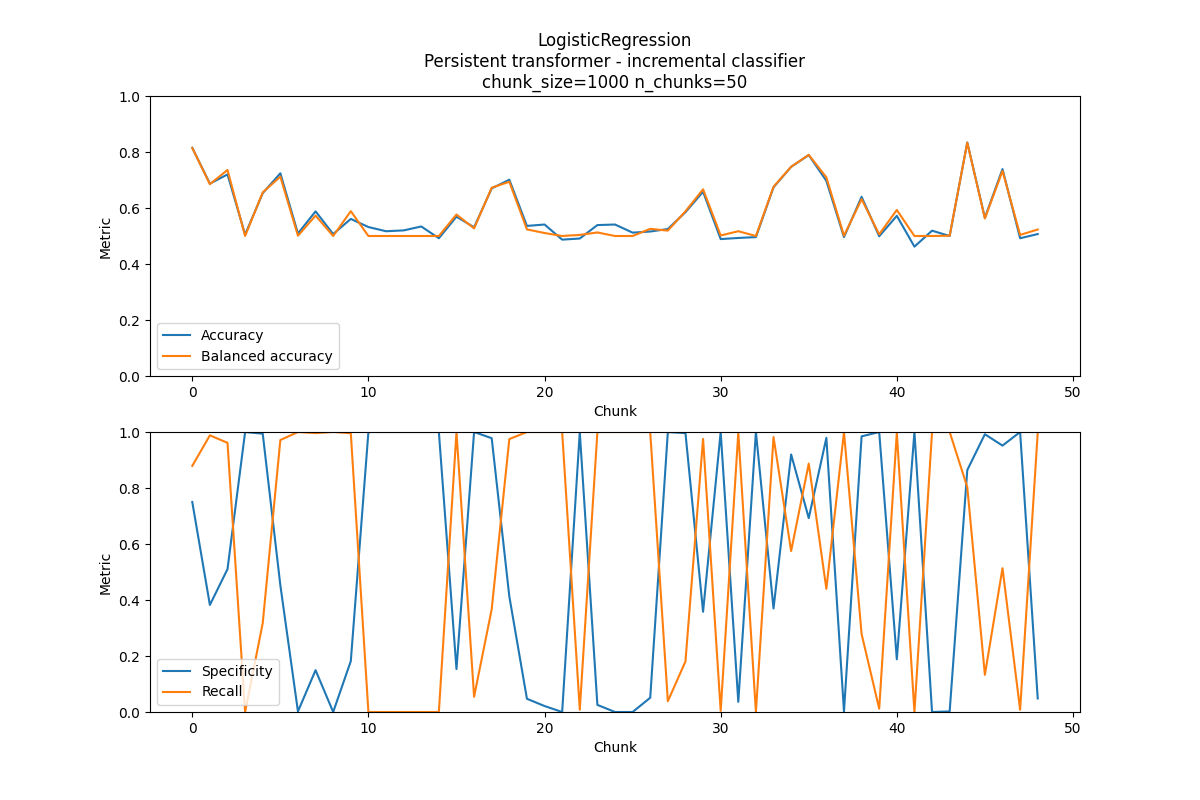 LogisticRegression
Persistent transformer - incremental classifier
chunk_size=1000 n_chunks=50
1.0
0.8
0.6
0.4
0.2
0.0
Metric
Accuracy
Balanced accuracy
0 10 20 30 40 50
Chunk
1.0
0.8
0.6
0.4
0.2
0.0
Metric
Specificity
Recall
0 10 20 30 40 50
Chunk